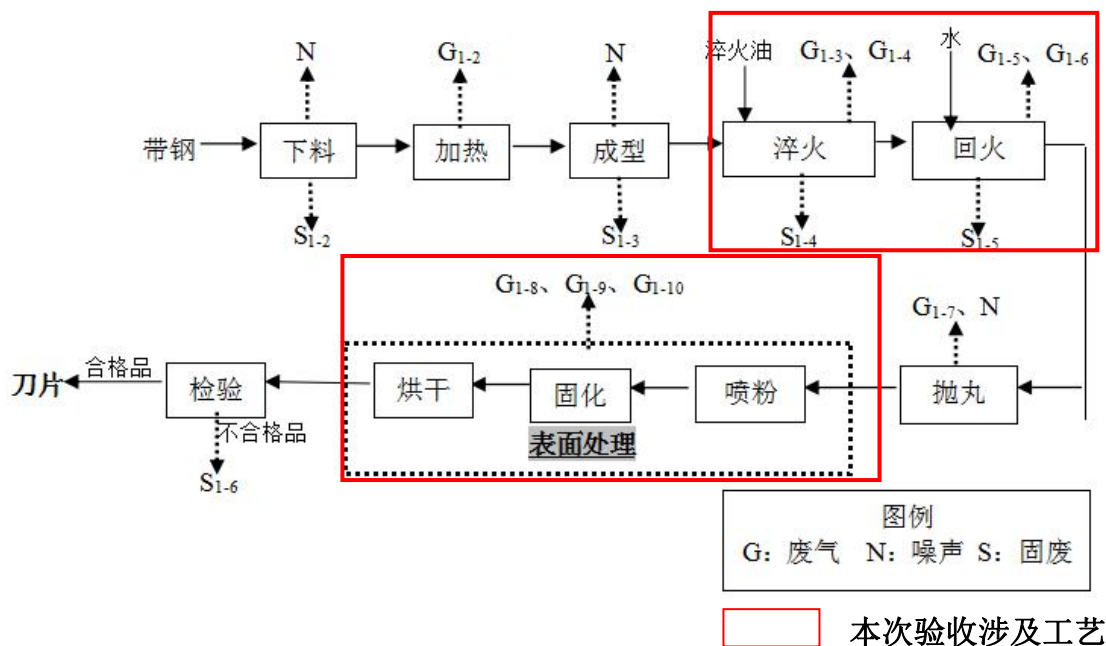 N
G1-2
N
淬火油
G1-3、G1-4
水
G1-5、G1-6
带钢
下料
加热
成型
淬火
回火
S1-2
S1-3
S1-4
S1-5
G1-8、G1-9、G1-10
G1-7、N
刀片
合格品
检验
烘干
固化
喷粉
抛丸
不合格品
表面处理
S1-6
图例
G：废气 N：噪声 S：固废
本次验收涉及工艺